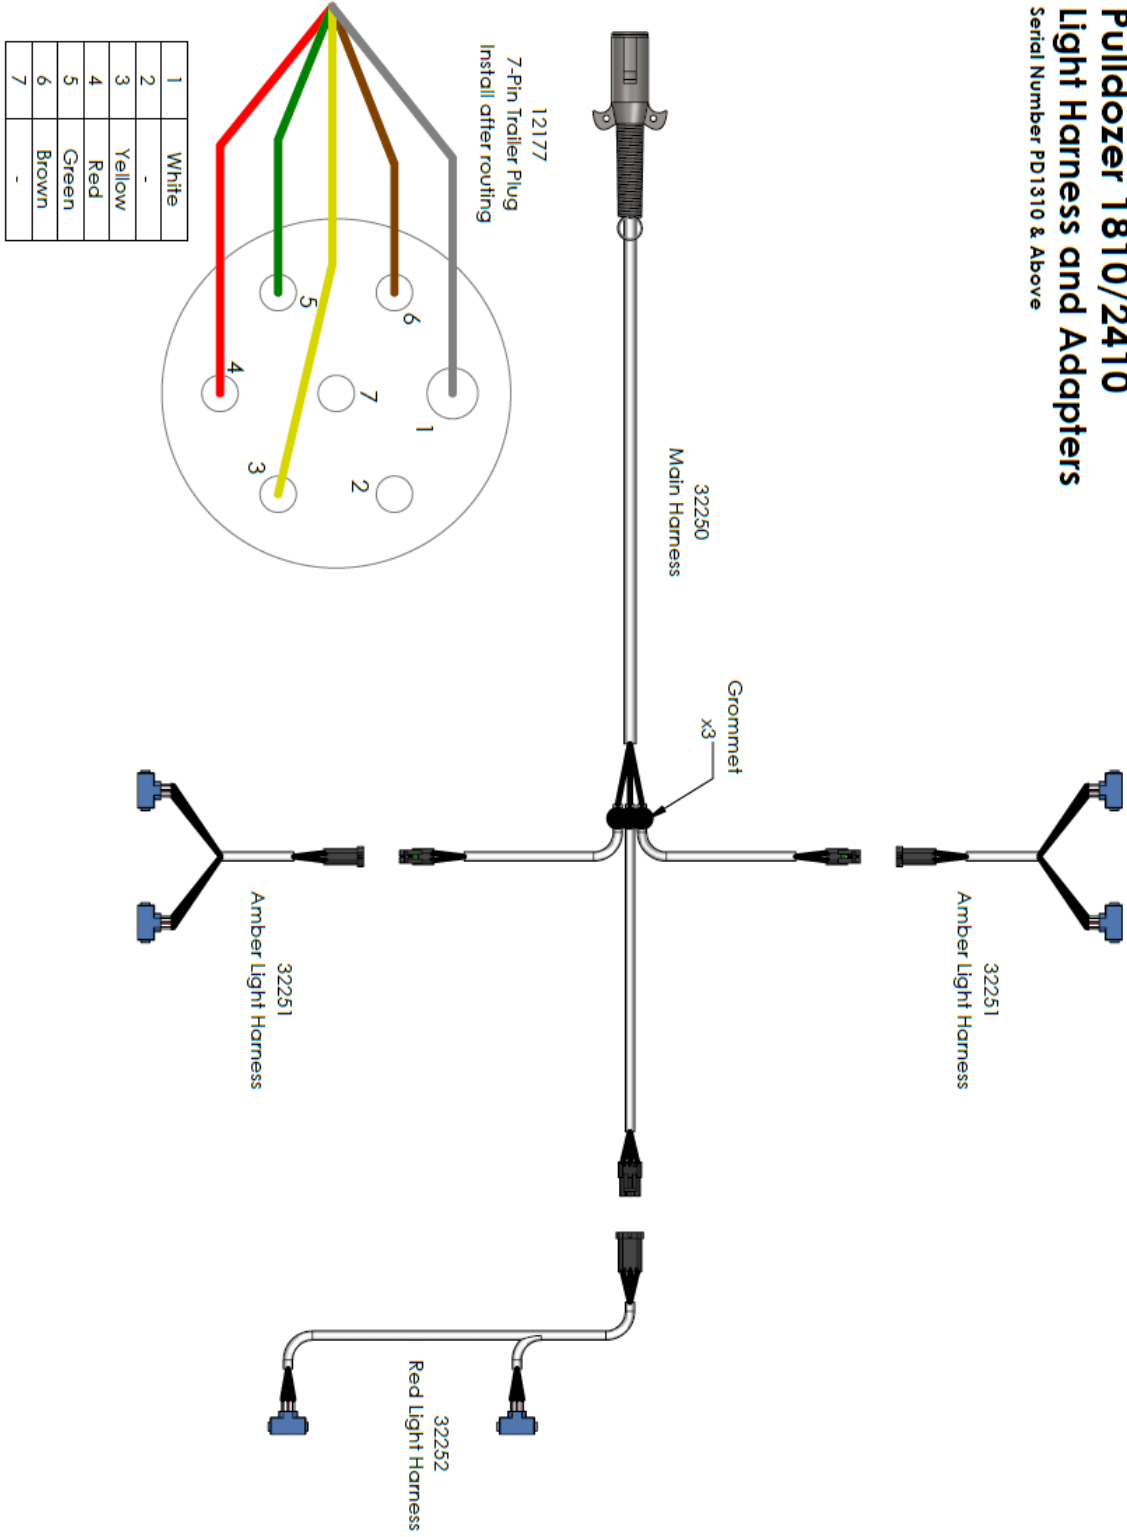 Pulldozer 1810/2410
Light Harness and Adapters
Serial Number PD1310 & Above
12177
7-Pin Trailer Plug
Install after routing
32250
Main Harness
Grommet
x3
32251
Amber Light Harness
32251
Amber Light Harness
32252
Red Light Harness
1
2
3
4
5
6
7
1 White
2 -
3 Yellow
4 Red
5 Green
6 Brown
7 -